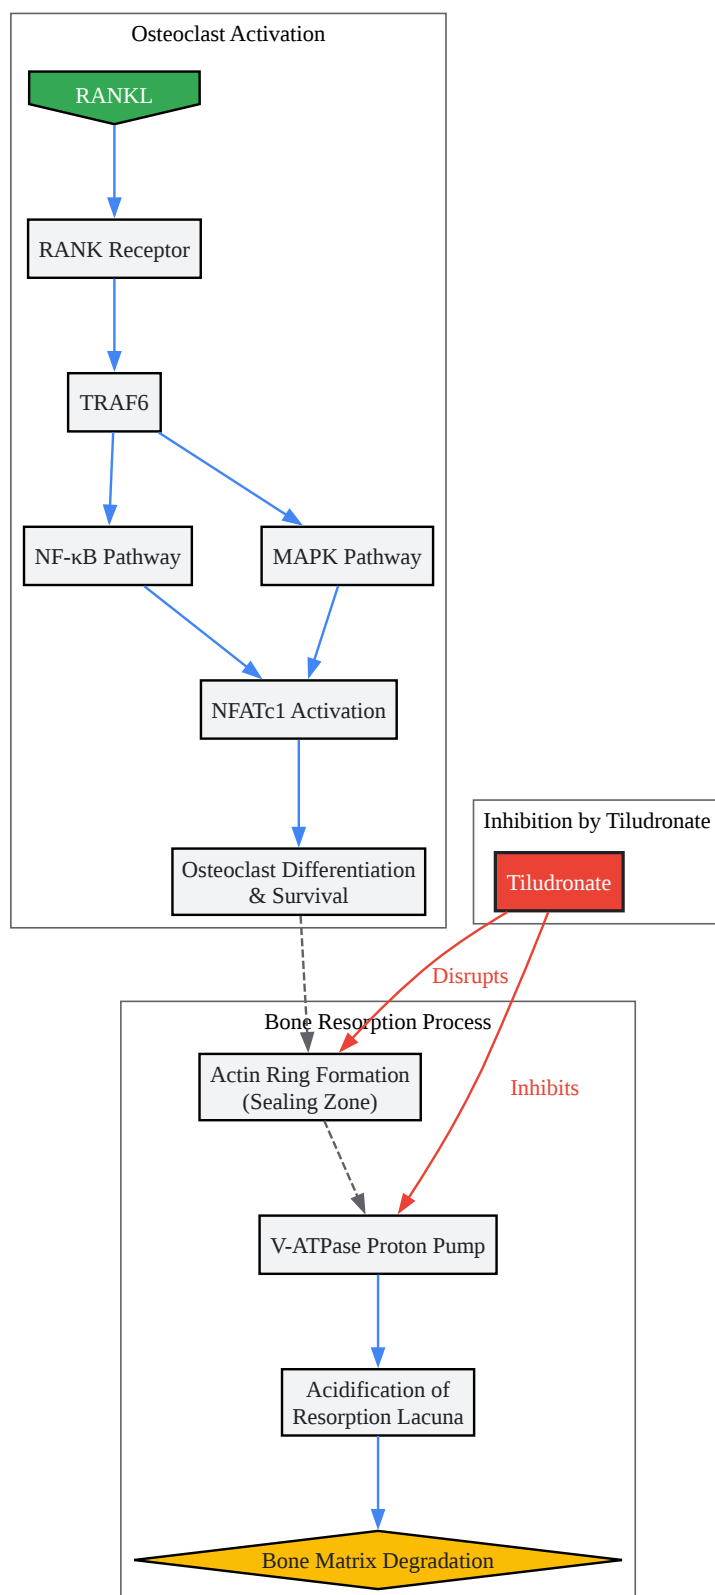 Osteoclast Activation
RANKL
RANK Receptor
TRAF6
NF-κB Pathway
MAPK Pathway
NFATc1 Activation
Osteoclast Differentiation
& Survival
Inhibition by Tiludronate
Tiludronate
Disrupts
Inhibits
Bone Resorption Process
Actin Ring Formation
(Sealing Zone)
V-ATPase Proton Pump
Acidification of
Resorption Lacuna
Bone Matrix Degradation